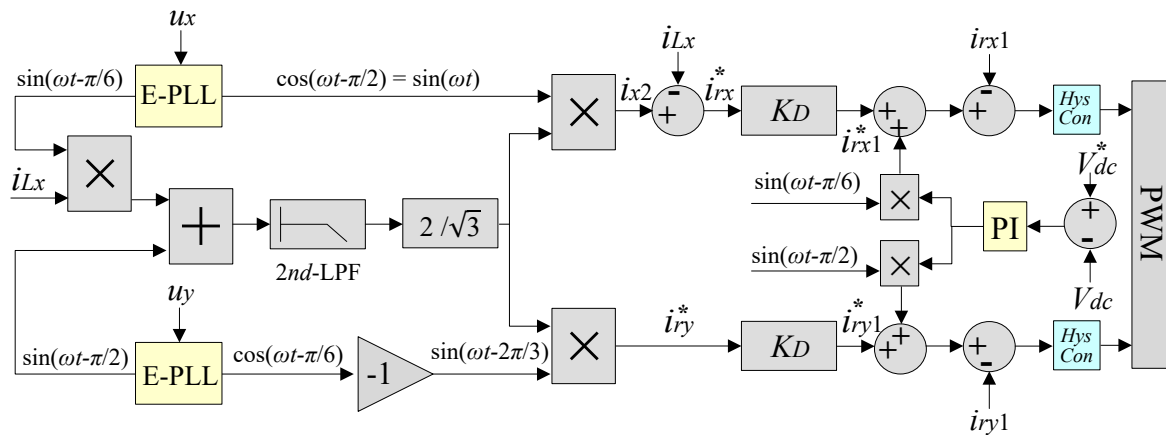 ux
iLx
irx1
sin(ωt-π/6)
E-PLL
cos(ωt-π/2) = sin(ωt)
×
ix2
-
+
i*rx
KD
+
+
i*rx1
-
+
Hys
Con
iLx
×
+
2nd-LPF
2 /√3
sin(ωt-π/6)
×
PI
V*dc
+
-
Vdc
PWM
sin(ωt-π/2)
×
uy
sin(ωt-π/2)
E-PLL
cos(ωt-π/6)
-1
sin(ωt-2π/3)
×
i*ry
KD
i*ry1
+
+
+
-
Hys
Con
iry1